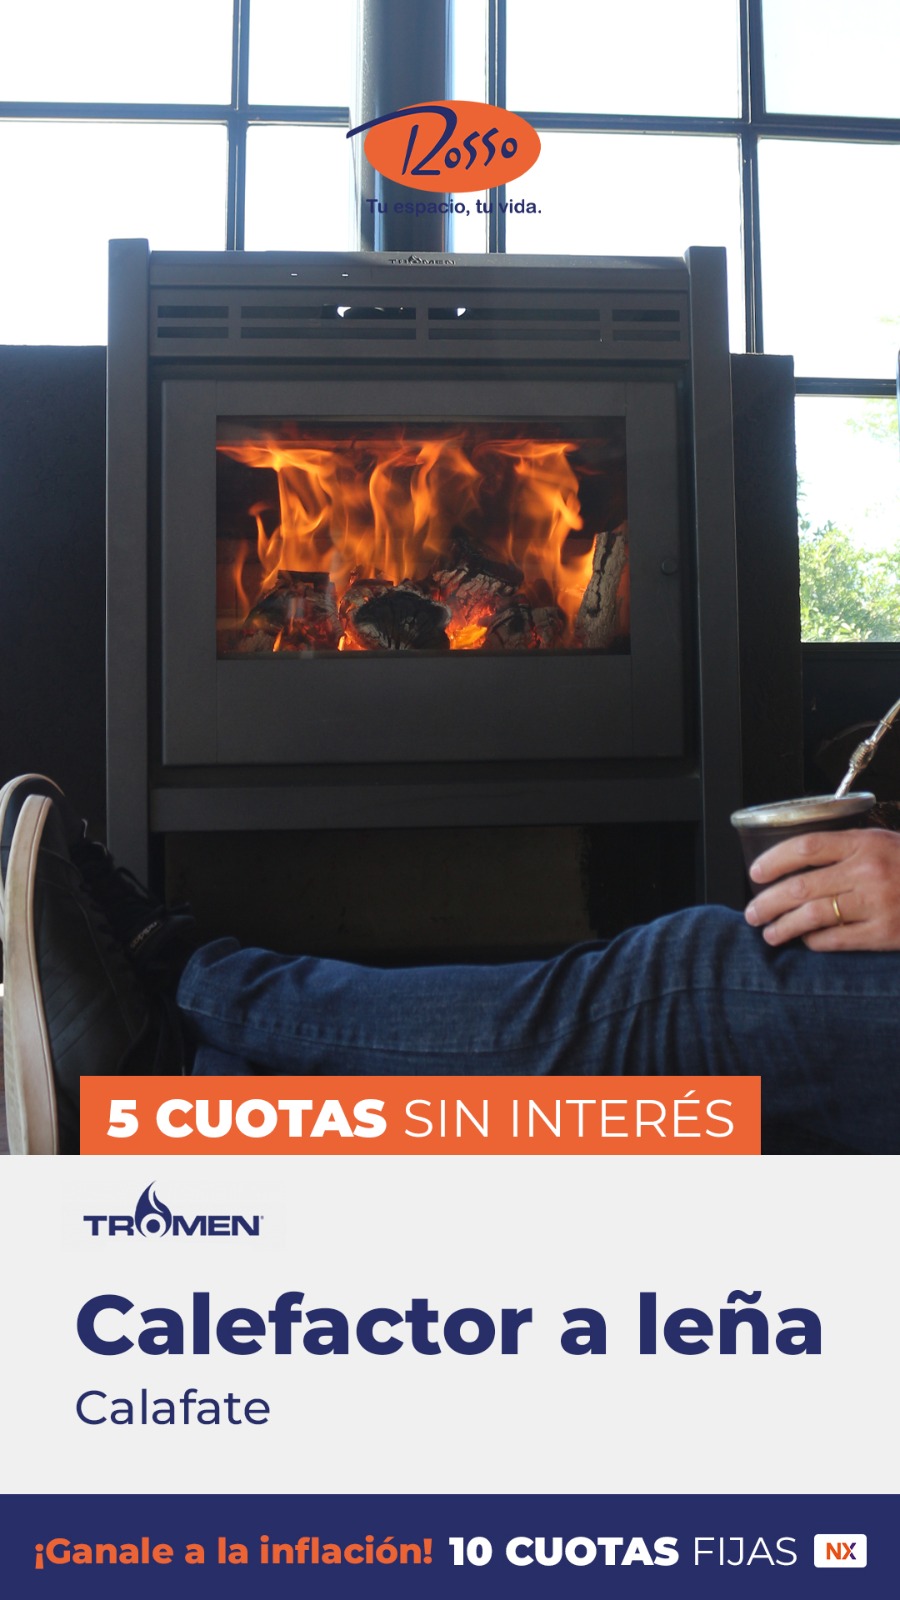 Rosso
Tu espacio, tu vida.
TROMEN
5 CUOTAS SIN INTERÉS
TROMEN
Calefactor a leña
Calafate
¡Ganale a la inflación! 10 CUOTAS FIJAS NX